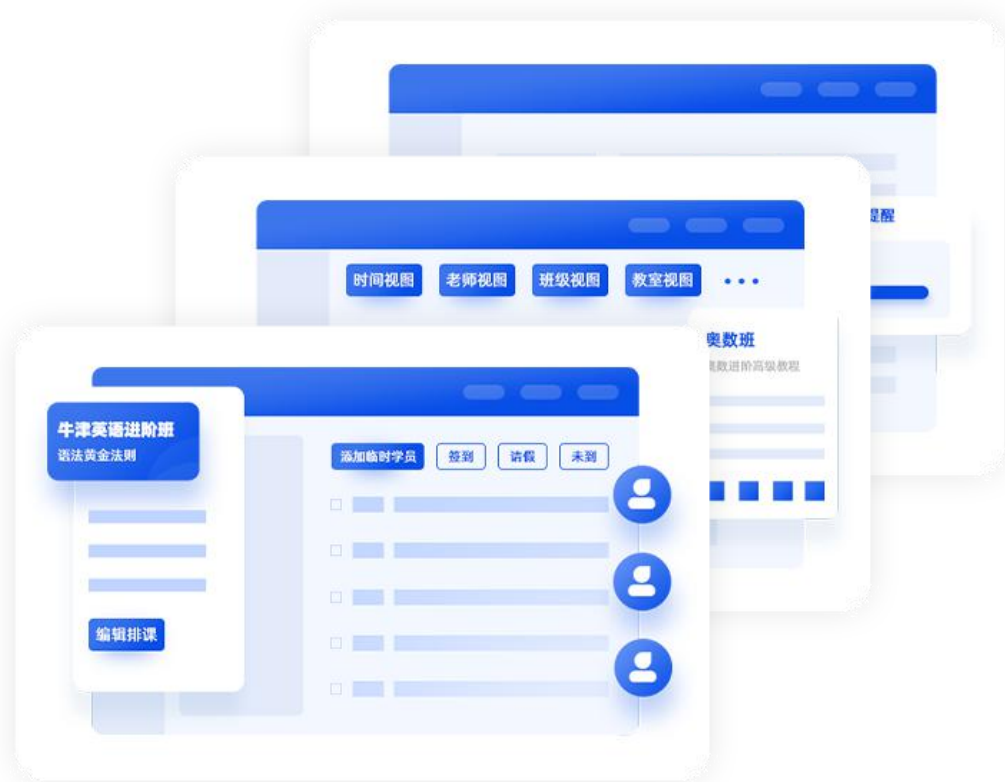 提醒
时间视图
老师视图
班级视图
教室视图
奥数班
奥数进阶高级教程
牛津英语进阶班
语法黄金法则
添加临时学员
签到
请假
未到
编辑排课